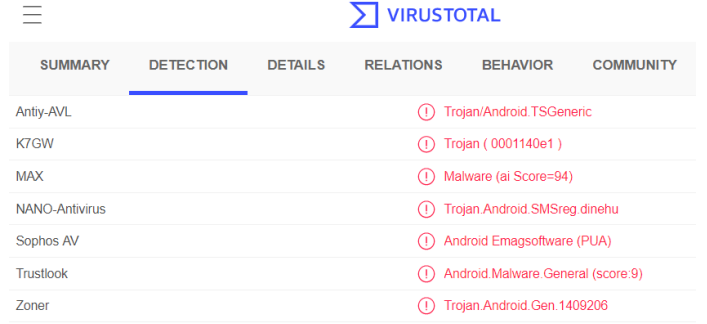 VIRUSTOTAL
SUMMARY DETECTION DETAILS RELATIONS BEHAVIOR COMMUNITY
Antiy-AVL Trojan/Android.TSGeneric
K7GW Trojan ( 0001140e1 )
MAX Malware (ai Score=94)
NANO-Antivirus Trojan.Android.SMSreg.dinehu
Sophos AV Android Emagsoftware (PUA)
Trustlook Android.Malware.General (score:9)
Zoner Trojan.Android.Gen.1409206